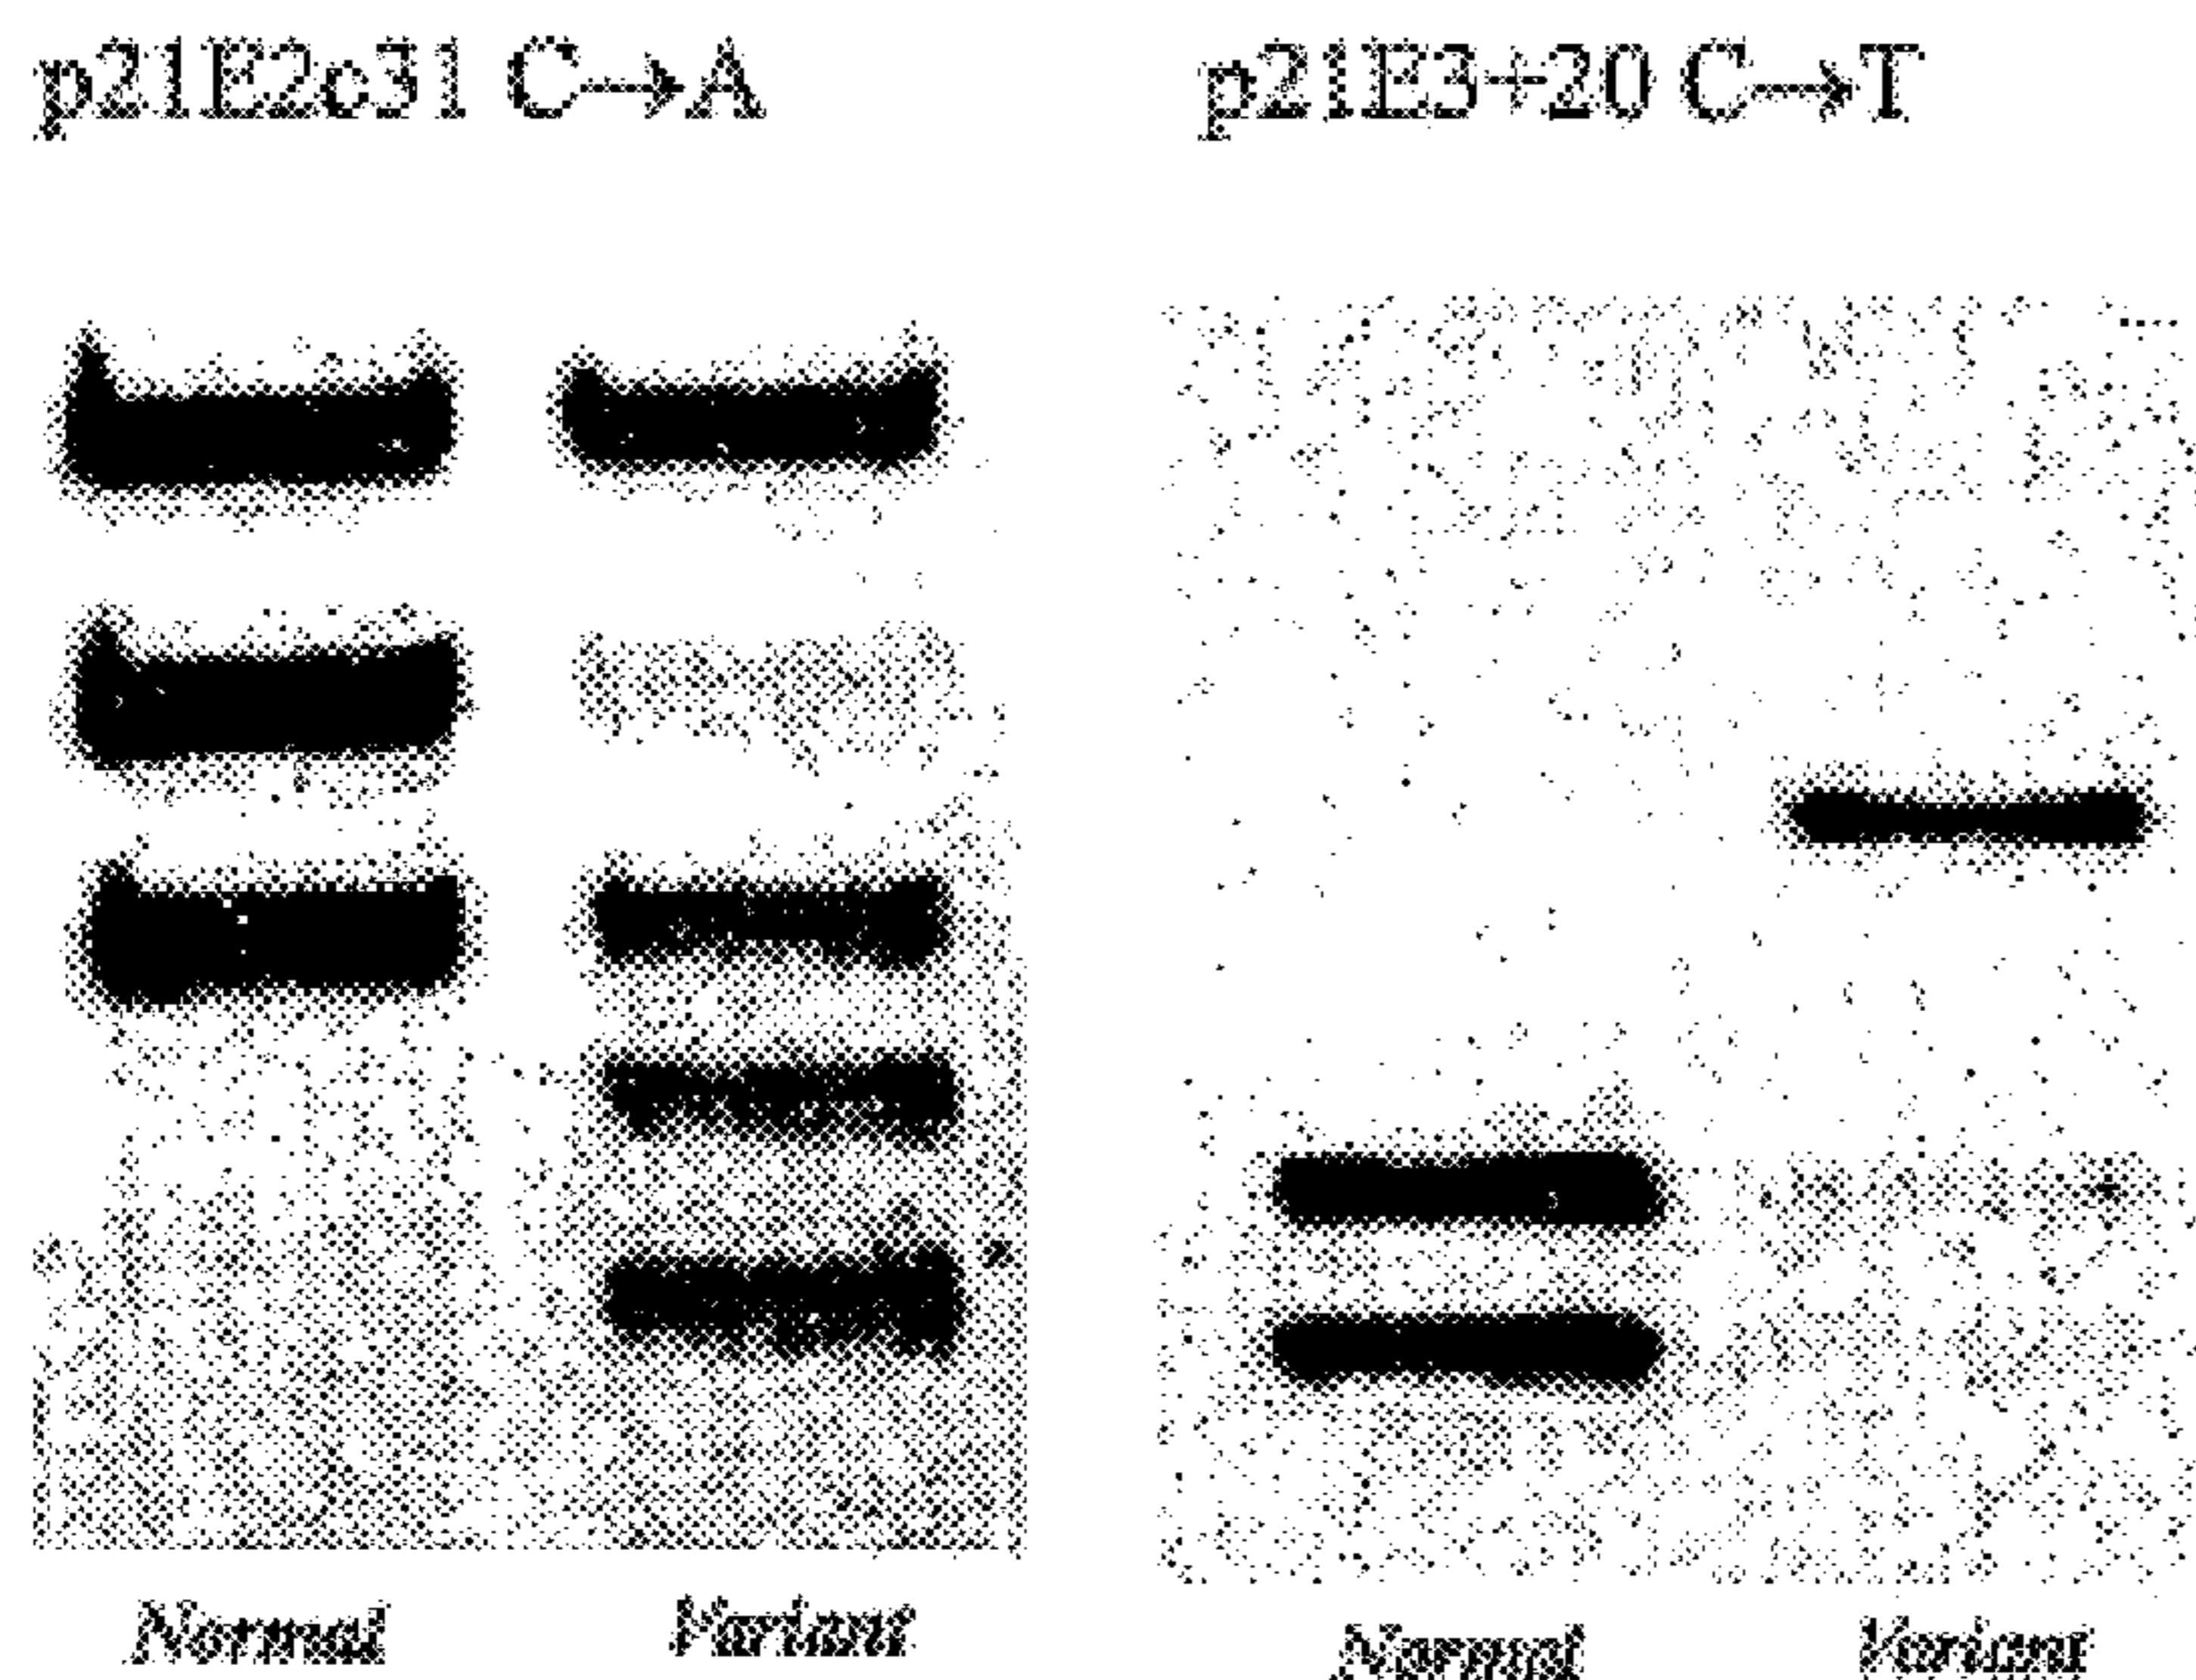 p21E2c31 C→A
p21E3+20 C→T
Normal
Variant
Normal
Variant